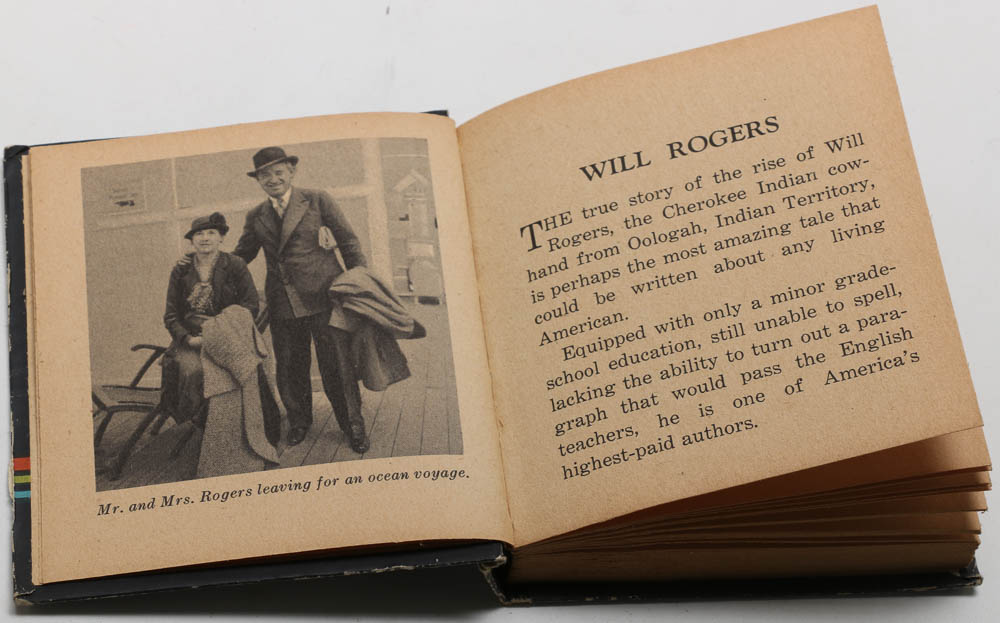 Mr. and Mrs. Rogers leaving for an ocean voyage.
WILL ROGERS
THE true story of the rise of Will
Rogers, the Cherokee Indian cow-
hand from Oologah, Indian Territory,
is perhaps the most amazing tale that
could be written about any living
American.
Equipped with only a minor grade-
school education, still unable to spell,
lacking the ability to turn out a para-
graph that would pass the English
teachers, he is one of America's
highest-paid authors.